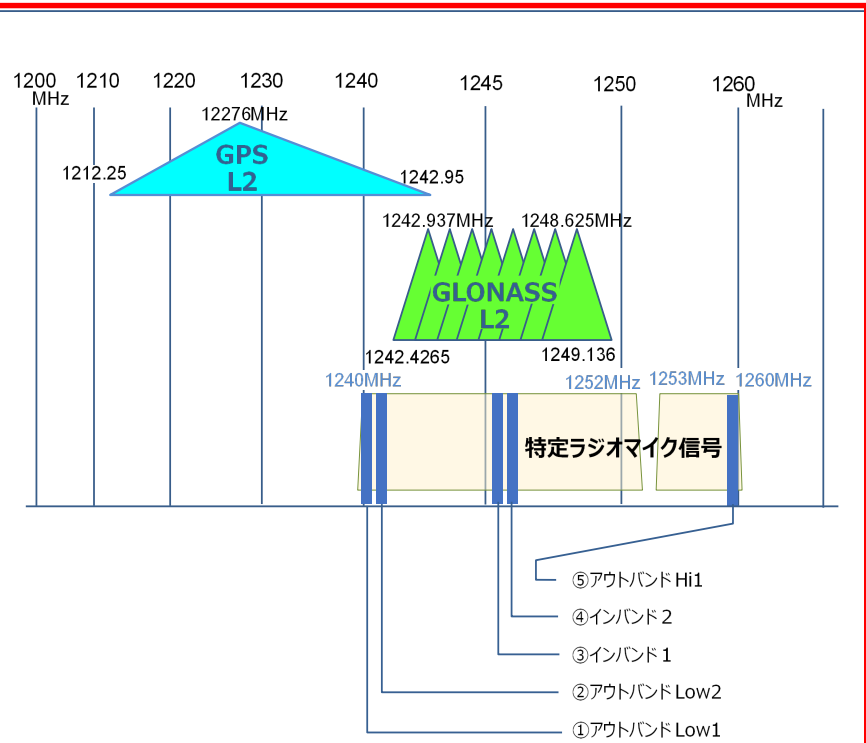 1200 1210 1220 1230 1240 1245 1250 1260
MHz MHz
12276MHz
GPS
L2
1212.25 1242.95
1242.937MHz 1248.625MHz
GLONASS
L2
1242.4265 1249.136
1240MHz 1252MHz 1253MHz 1260MHz
特定ラジオマイク信号
⑤アウトバンド Hi1
④インバンド 2
③インバンド 1
②アウトバンド Low2
①アウトバンド Low1